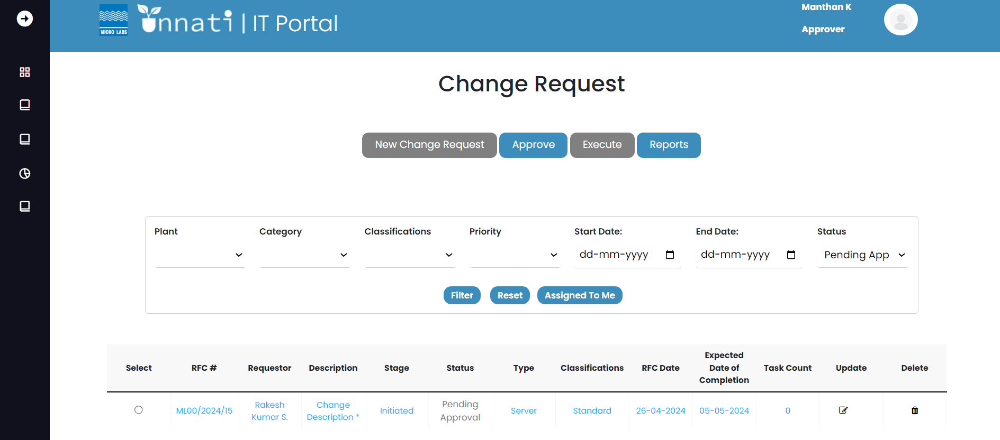 MICRO LABS
unnati | IT Portal
Manthan K
Approver
Change Request
New Change Request Approve Execute Reports
Plant Category Classifications Priority Start Date: End Date: Status
dd-mm-yyyy dd-mm-yyyy Pending App
Filter Reset Assigned To Me
Select RFC # Requestor Description Stage Status Type Classifications RFC Date Expected Date of Completion Task Count Update Delete
ML00/2024/15 Rakesh Kumar S. Change Description * Initiated Pending Approval Server Standard 26-04-2024 05-05-2024 0